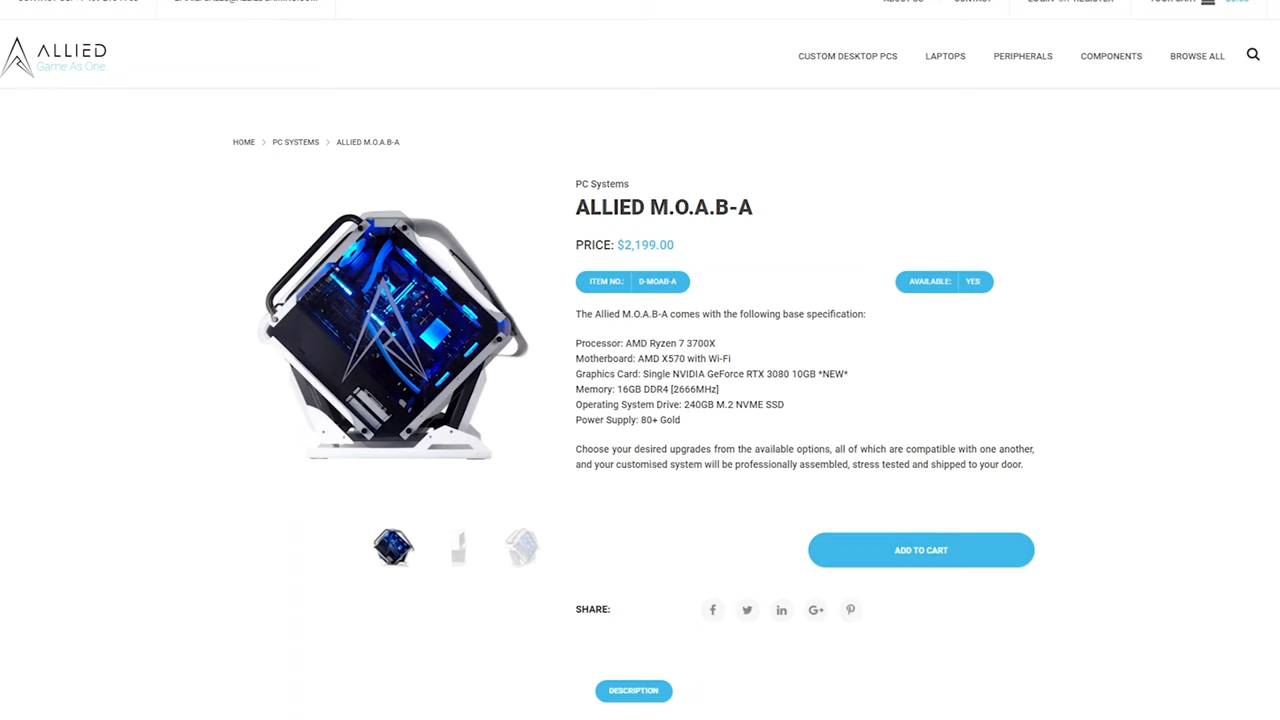 ALLIED
Game As One.
CUSTOM DESKTOP PCS
LAPTOPS
PERIPHERALS
COMPONENTS
BROWSE ALL
HOME > PC SYSTEMS > ALLIED M.O.A.B-A
PC Systems
ALLIED M.O.A.B-A
PRICE: $2,199.00
ITEM NO.: D-MOAB-A
AVAILABLE: YES
The Allied M.O.A.B-A comes with the following base specification:
Processor: AMD Ryzen 7 3700X
Motherboard: AMD X570 with Wi-Fi
Graphics Card: Single NVIDIA GeForce RTX 3080 10GB *NEW*
Memory: 16GB DDR4 [2666MHz]
Operating System Drive: 240GB M.2 NVME SSD
Power Supply: 80+ Gold
Choose your desired upgrades from the available options, all of which are compatible with one another,
and your customised system will be professionally assembled, stress tested and shipped to your door.
ADD TO CART
SHARE:
DESCRIPTION